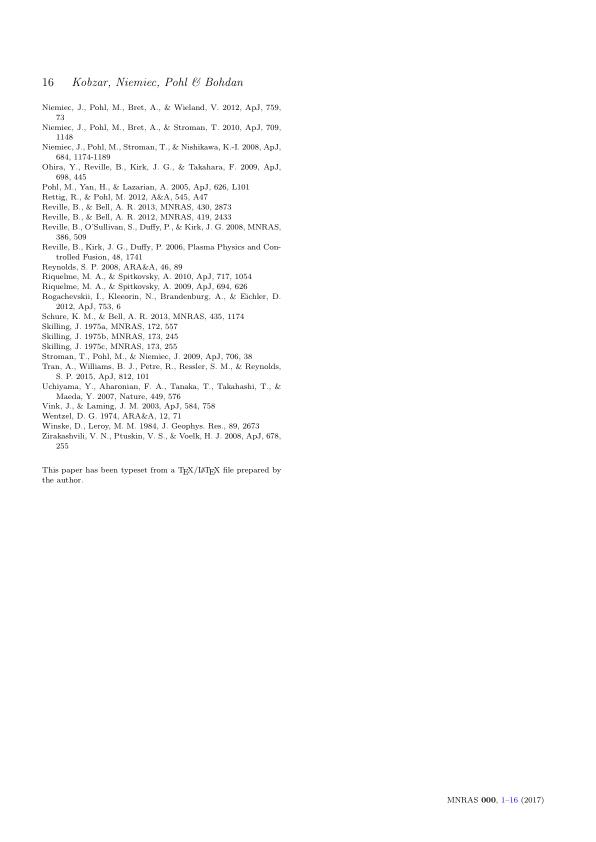 16 Kobzar, Niemiec, Pohl & Bohdan
Niemiec, J., Pohl, M., Bret, A., & Wieland, V. 2012, ApJ, 759,
73
Niemiec, J., Pohl, M., Bret, A., & Stroman, T. 2010, ApJ, 709,
1148
Niemiec, J., Pohl, M., Stroman, T., & Nishikawa, K.-I. 2008, ApJ,
684, 1174-1189
Ohira, Y., Reville, B., Kirk, J. G., & Takahara, F. 2009, ApJ,
698, 445
Pohl, M., Yan, H., & Lazarian, A. 2005, ApJ, 626, L101
Rettig, R., & Pohl, M. 2012, A&A, 545, A47
Reville, B., & Bell, A. R. 2013, MNRAS, 430, 2873
Reville, B., & Bell, A. R. 2012, MNRAS, 419, 2433
Reville, B., O'Sullivan, S., Duffy, P., & Kirk, J. G. 2008, MNRAS,
386, 509
Reville, B., Kirk, J. G., Duffy, P. 2006, Plasma Physics and Con-
trolled Fusion, 48, 1741
Reynolds, S. P. 2008, ARA&A, 46, 89
Riquelme, M. A., & Spitkovsky, A. 2010, ApJ, 717, 1054
Riquelme, M. A., & Spitkovsky, A. 2009, ApJ, 694, 626
Rogachevskii, I., Kleeorin, N., Brandenburg, A., & Eichler, D.
2012, ApJ, 753, 6
Schure, K. M., & Bell, A. R. 2013, MNRAS, 435, 1174
Skilling, J. 1975a, MNRAS, 172, 557
Skilling, J. 1975b, MNRAS, 173, 245
Skilling, J. 1975c, MNRAS, 173, 255
Stroman, T., Pohl, M., & Niemiec, J. 2009, ApJ, 706, 38
Tran, A., Williams, B. J., Petre, R., Ressler, S. M., & Reynolds,
S. P. 2015, ApJ, 812, 101
Uchiyama, Y., Aharonian, F. A., Tanaka, T., Takahashi, T., &
Maeda, Y. 2007, Nature, 449, 576
Vink, J., & Laming, J. M. 2003, ApJ, 584, 758
Wentzel, D. G. 1974, ARA&A, 12, 71
Winske, D., Leroy, M. M. 1984, J. Geophys. Res., 89, 2673
Zirakashvili, V. N., Ptuskin, V. S., & Voelk, H. J. 2008, ApJ, 678,
255
This paper has been typeset from a TEX/LATEX file prepared by
the author.
MNRAS 000, 1–16 (2017)